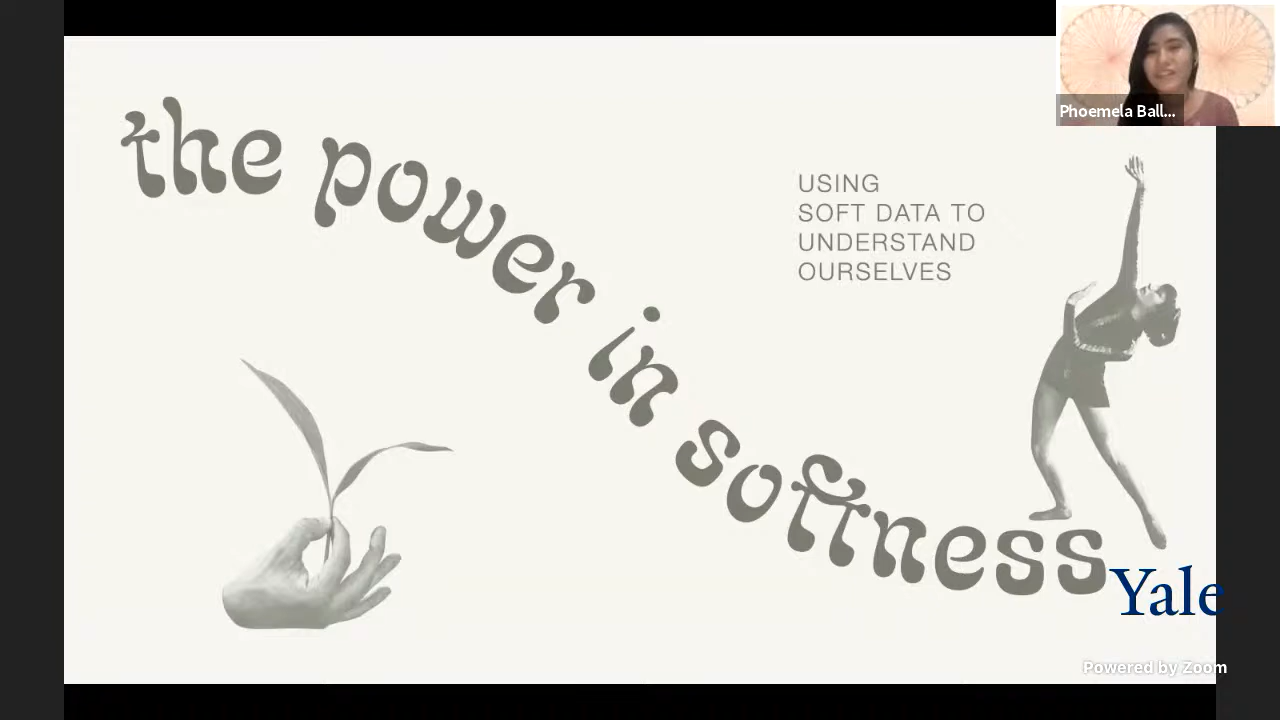 Phoemela Ball...
the power in softness
USING
SOFT DATA TO
UNDERSTAND
OURSELVES
Yale
Powered by Zoom